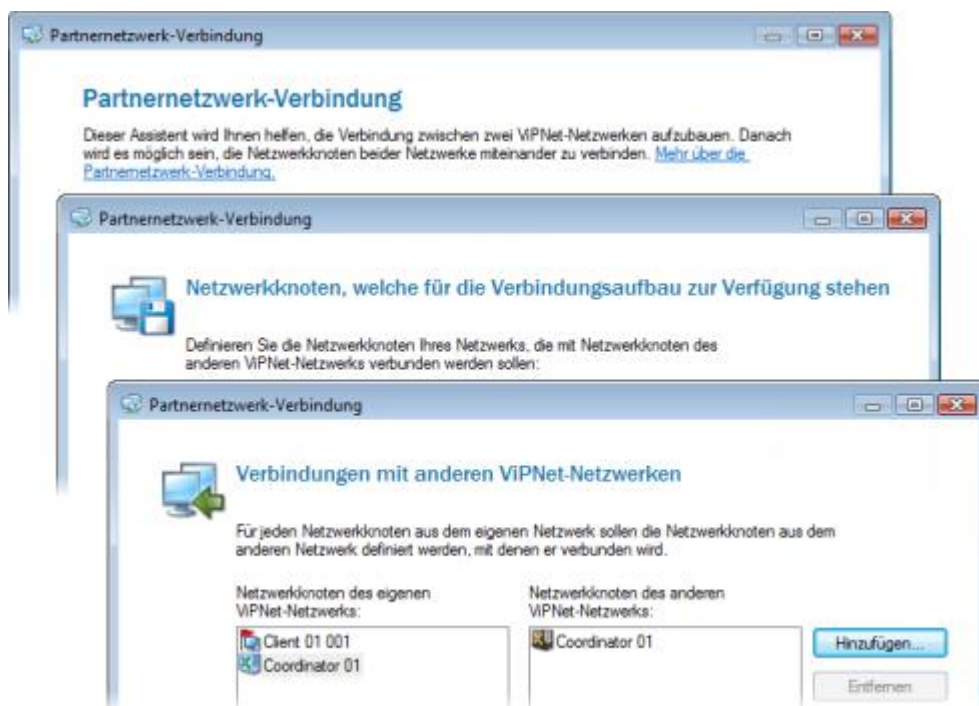 Partnernetzwerk-Verbindung
Partnernetzwerk-Verbindung
Dieser Assistent wird Ihnen helfen, die Verbindung zwischen zwei ViPNet-Netzwerken aufzubauen. Danach
wird es möglich sein, die Netzwerkknoten beider Netzwerke miteinander zu verbinden. Mehr über die
Partnernetzwerk-Verbindung.
Partnernetzwerk-Verbindung
Netzwerkknoten, welche für die Verbindungsaufbau zur Verfügung stehen
Definieren Sie die Netzwerkknoten Ihres Netzwerks, die mit Netzwerkknoten des
anderen ViPNet-Netzwerks verbunden werden sollen:
Partnernetzwerk-Verbindung
Verbindungen mit anderen ViPNet-Netzwerken
Für jeden Netzwerkknoten aus dem eigenen Netzwerk sollen die Netzwerkknoten aus dem
anderen Netzwerk definiert werden, mit denen er verbunden wird.
Netzwerkknoten des eigenen
ViPNet-Netzwerks:
Client 01 001
Coordinator 01
Netzwerkknoten des anderen
ViPNet-Netzwerks:
Coordinator 01
Hinzufügen...
Entfernen